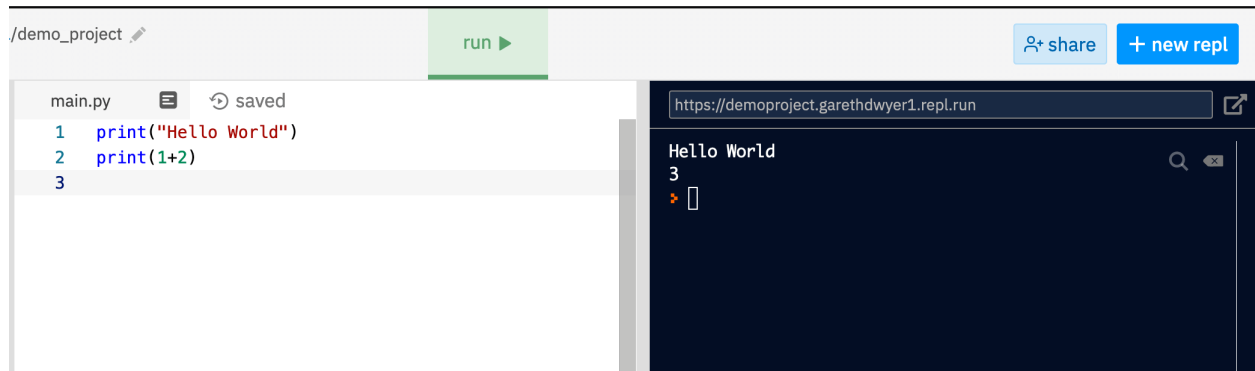 ./demo_project
run
share
+ new repl
main.py
saved
1 print("Hello World")
2 print(1+2)
3
https://demoproject.garethdwyer1.repl.run
Hello World
3
>